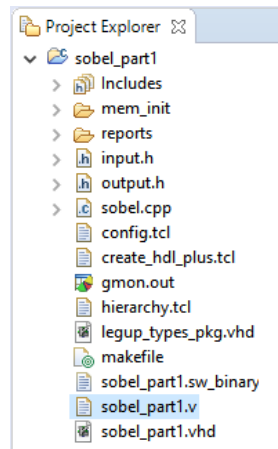 Project Explorer
sobel_part1
Includes
mem_init
reports
input.h
output.h
sobel.cpp
config.tcl
create_hdl_plus.tcl
gmon.out
hierarchy.tcl
legup_types_pkg.vhd
makefile
sobel_part1.sw_binary
sobel_part1.v
sobel_part1.vhd